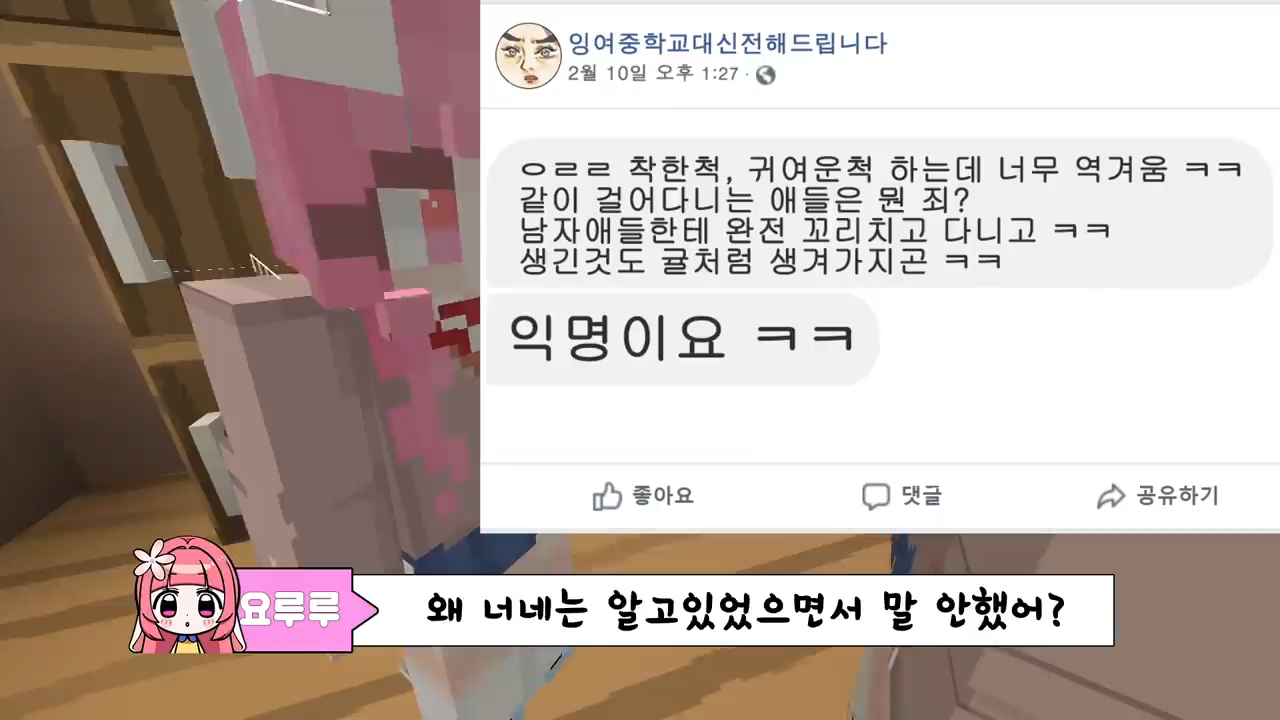 잉여중학교대신전해드립니다
2월 10일 오후 1:27 ·
ㅇㄹㄹ 착한척, 귀여운척 하는데 너무 역겨움 ㅋㅋ
같이 걸어다니는 애들은 뭔 죄?
남자애들한테 완전 꼬리치고 다니고 ㅋㅋ
생긴것도 귤처럼 생겨가지곤 ㅋㅋ
익명이요 ㅋㅋ
좋아요 댓글 공유하기
요루루
왜 너네는 알고있었으면서 말 안했어?